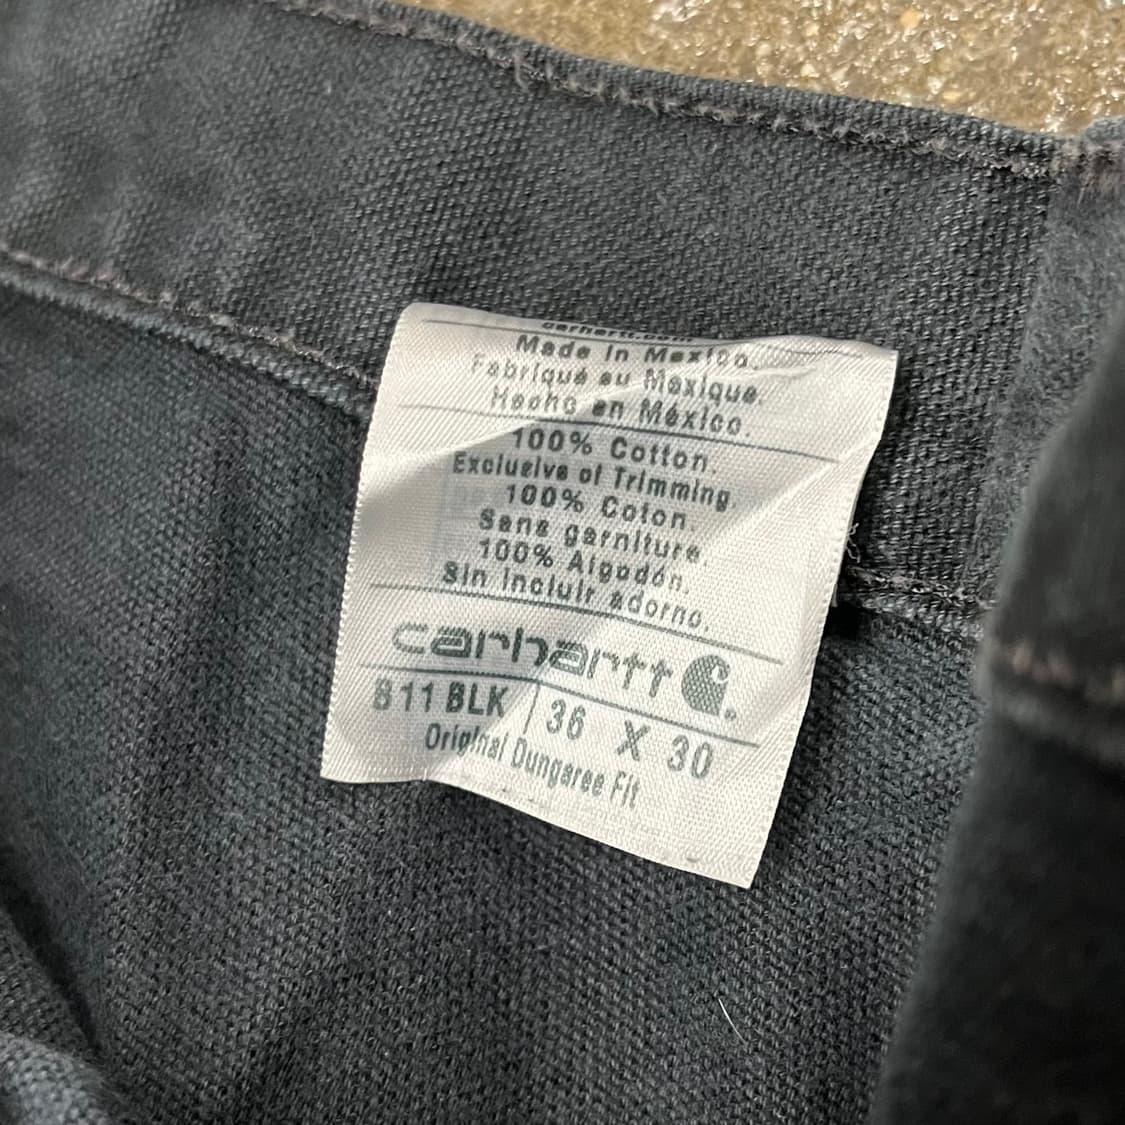 carhartt.com
Made in Mexico.
Fabriqué au Mexique.
Hecho en México.
100% Cotton.
Exclusive of Trimming.
100% Coton.
Sans garniture.
100% Algodón.
Sin incluir adorno.
carhartt
B11 BLK 36 X 30
Original Dungaree Fit